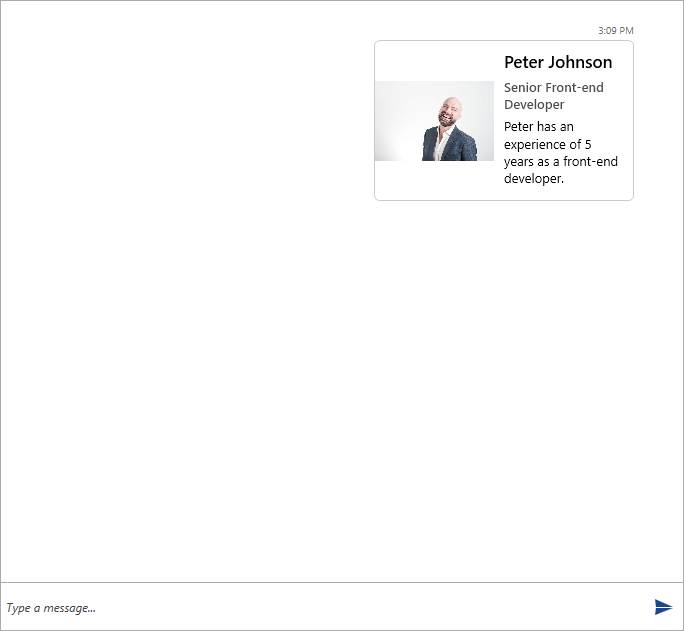 3:09 PM
Peter Johnson
Senior Front-end
Developer
Peter has an
experience of 5
years as a front-end
developer.
Type a message...